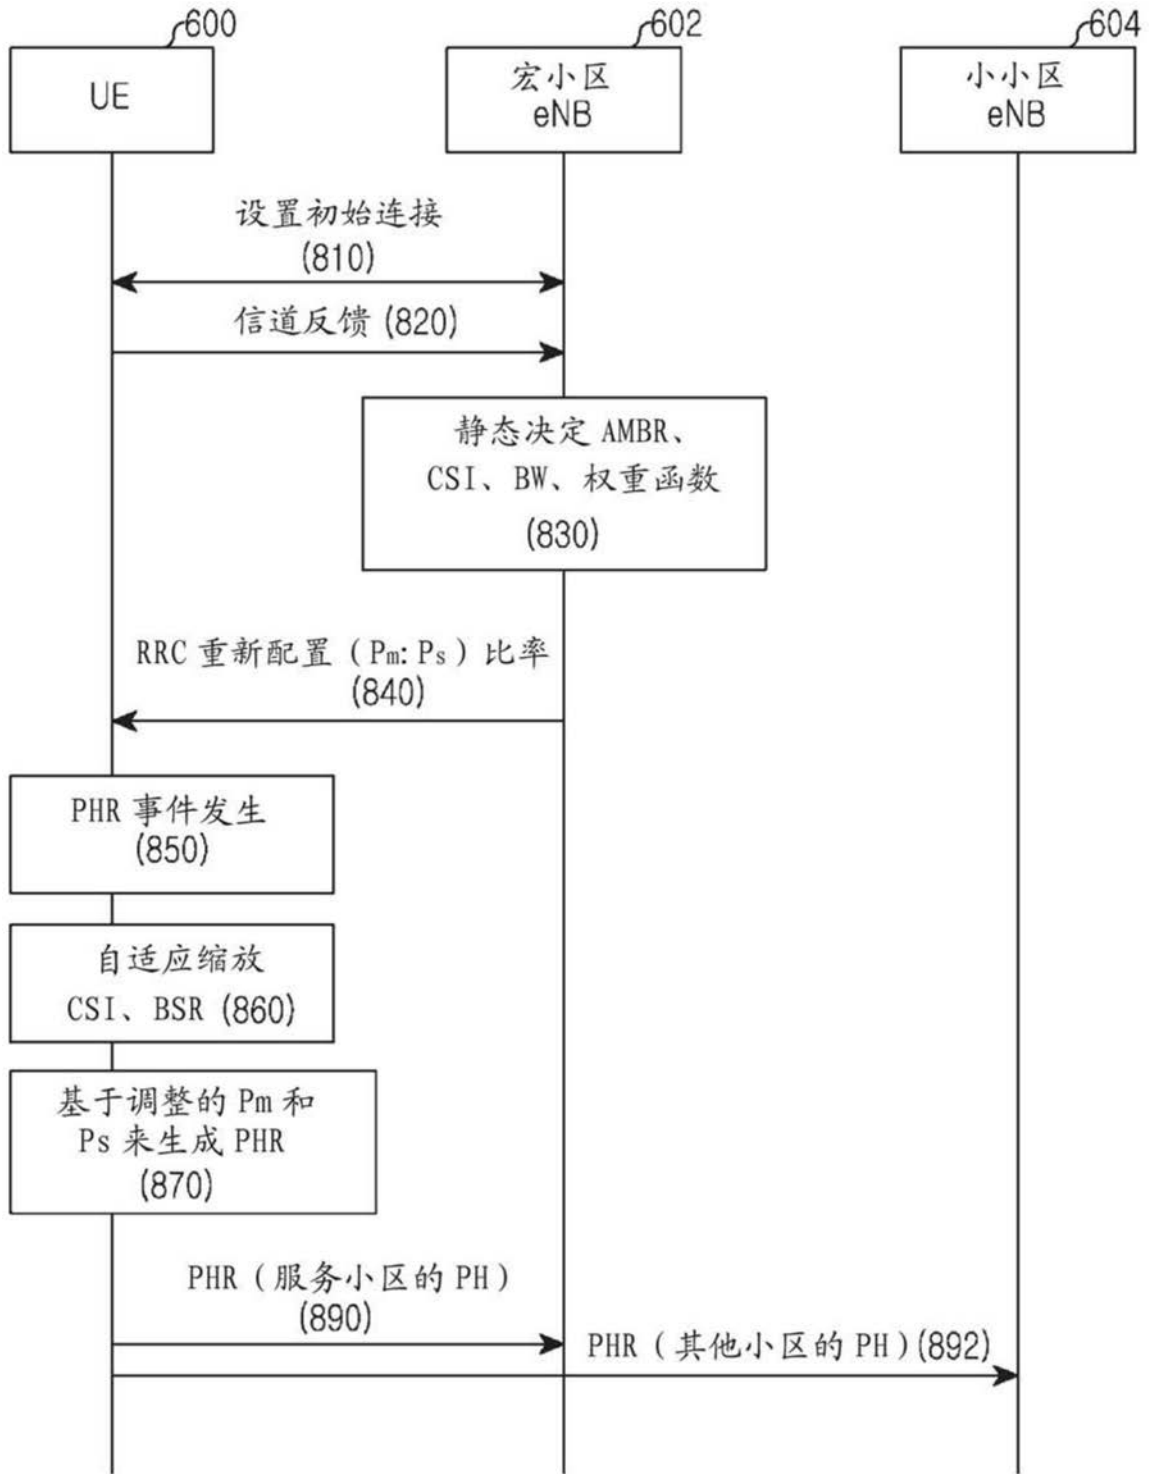 600
602
604
UE
宏小区
eNB
小小区
eNB
设置初始连接
(810)
信道反馈 (820)
静态决定 AMBR、
CSI、BW、权重函数
(830)
RRC 重新配置（Pm:Ps）比率
(840)
PHR 事件发生
(850)
自适应缩放
CSI、BSR (860)
基于调整的 Pm 和
Ps 来生成 PHR
(870)
PHR（服务小区的 PH）
(890)
PHR（其他小区的 PH）(892)